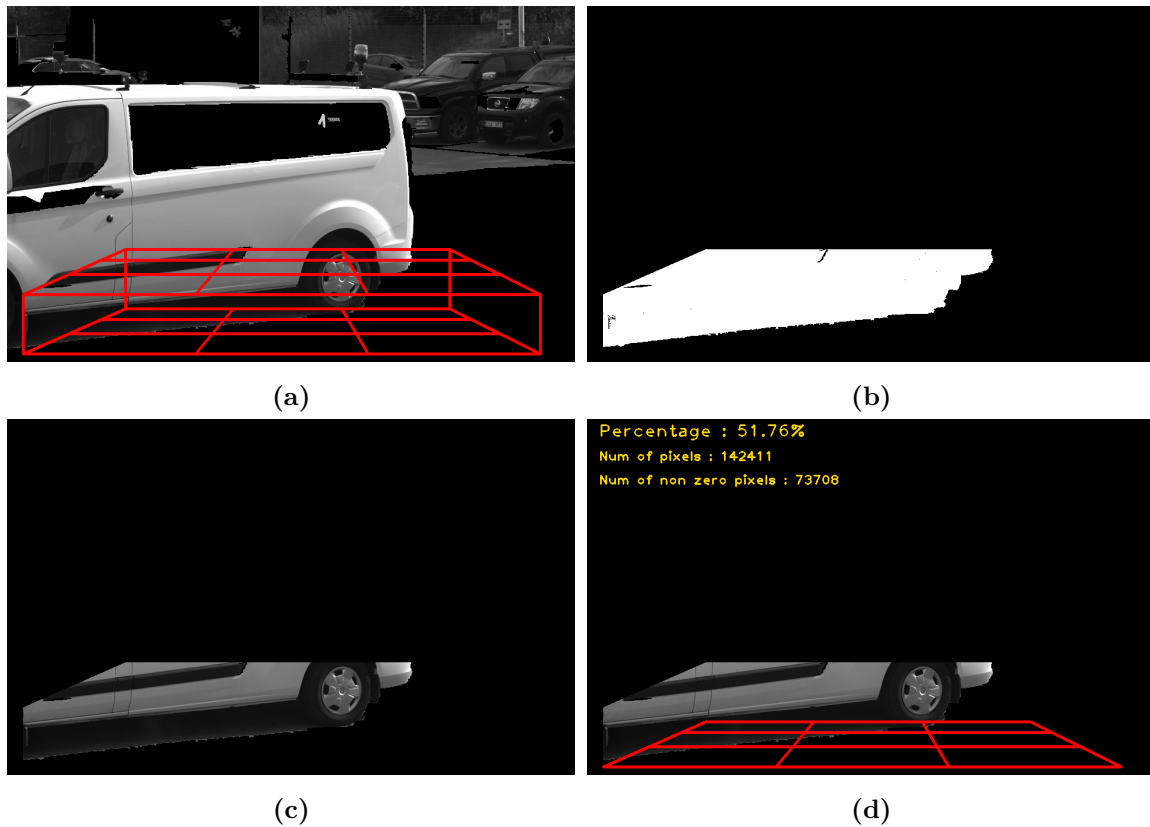 (a)
(b)
Percentage : 51.76%
Num of pixels : 142411
Num of non zero pixels : 73708
(c)
(d)